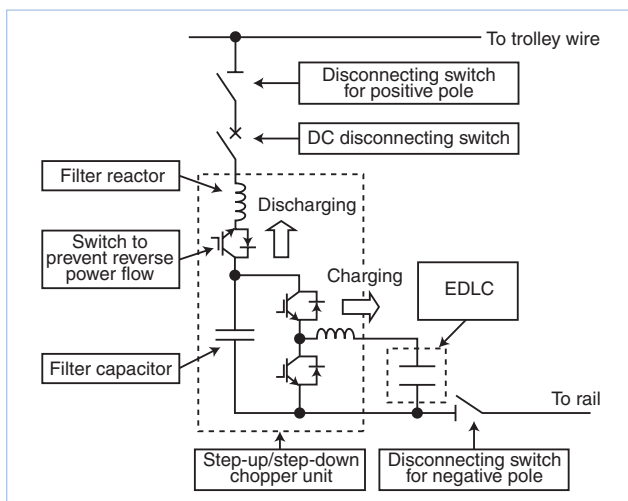 To trolley wire
Disconnecting switch
for positive pole
DC disconnecting switch
Filter reactor
Discharging
Switch to
prevent reverse
power flow
Charging
EDLC
Filter capacitor
To rail
Step-up/step-down
chopper unit
Disconnecting switch
for negative pole